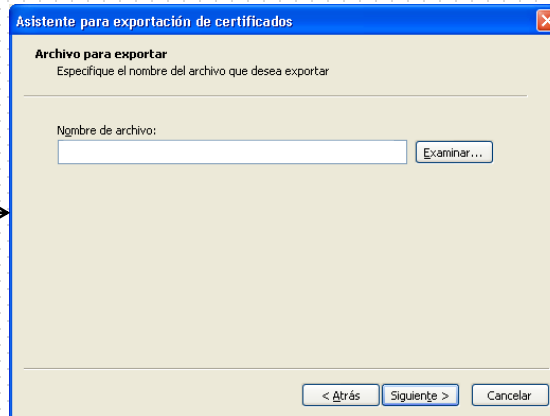 Asistente para exportación de certificados
Archivo para exportar
Especifique el nombre del archivo que desea exportar
Nombre de archivo:
Examinar...
< Atrás
Siguiente >
Cancelar